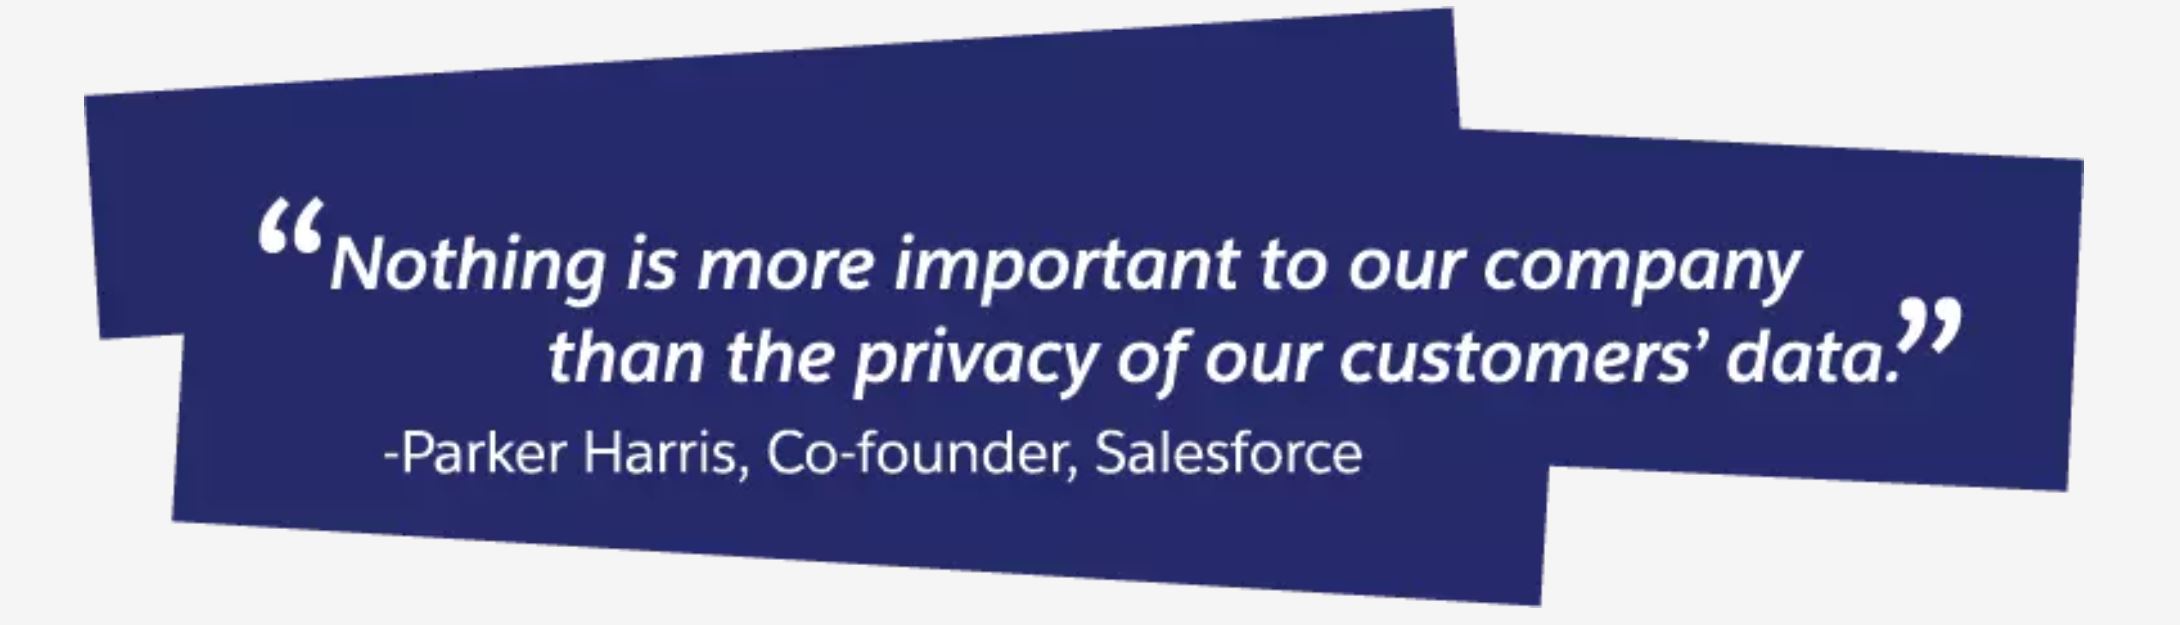 “Nothing is more important to our company
than the privacy of our customers’ data.”
-Parker Harris, Co-founder, Salesforce